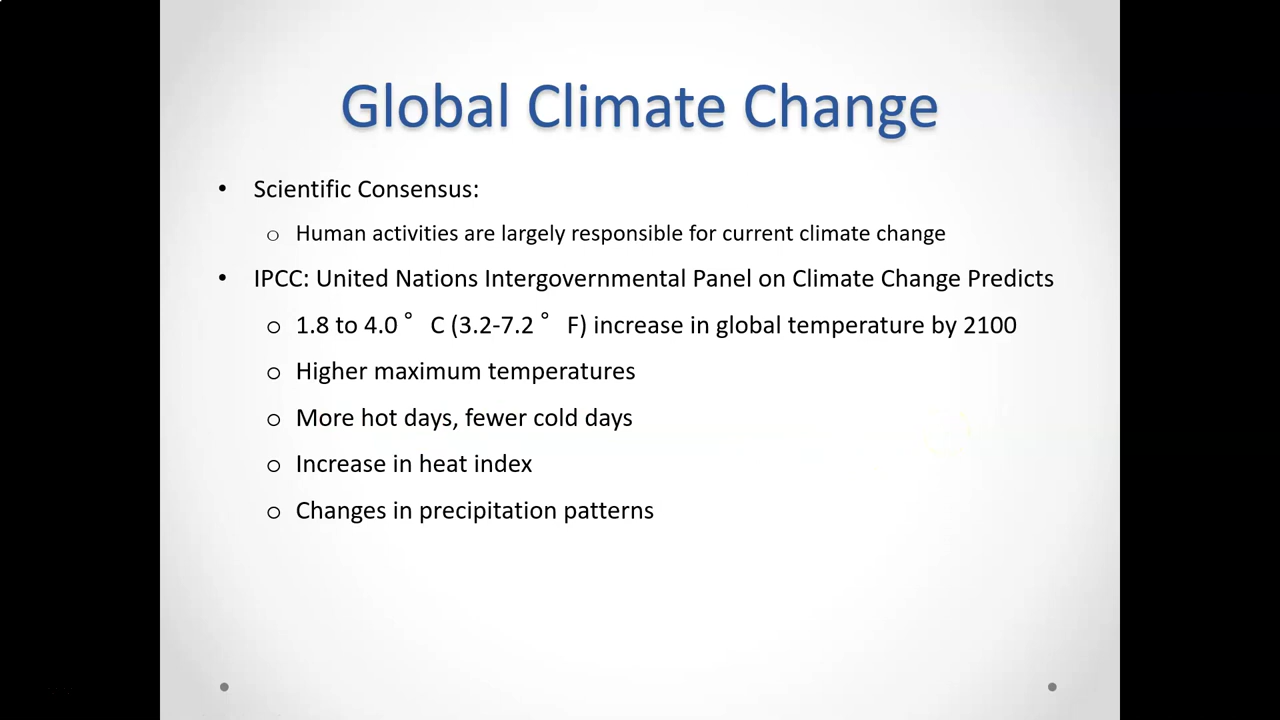 Global Climate Change
• Scientific Consensus:
o Human activities are largely responsible for current climate change
• IPCC: United Nations Intergovernmental Panel on Climate Change Predicts
o 1.8 to 4.0° C (3.2-7.2° F) increase in global temperature by 2100
o Higher maximum temperatures
o More hot days, fewer cold days
o Increase in heat index
o Changes in precipitation patterns